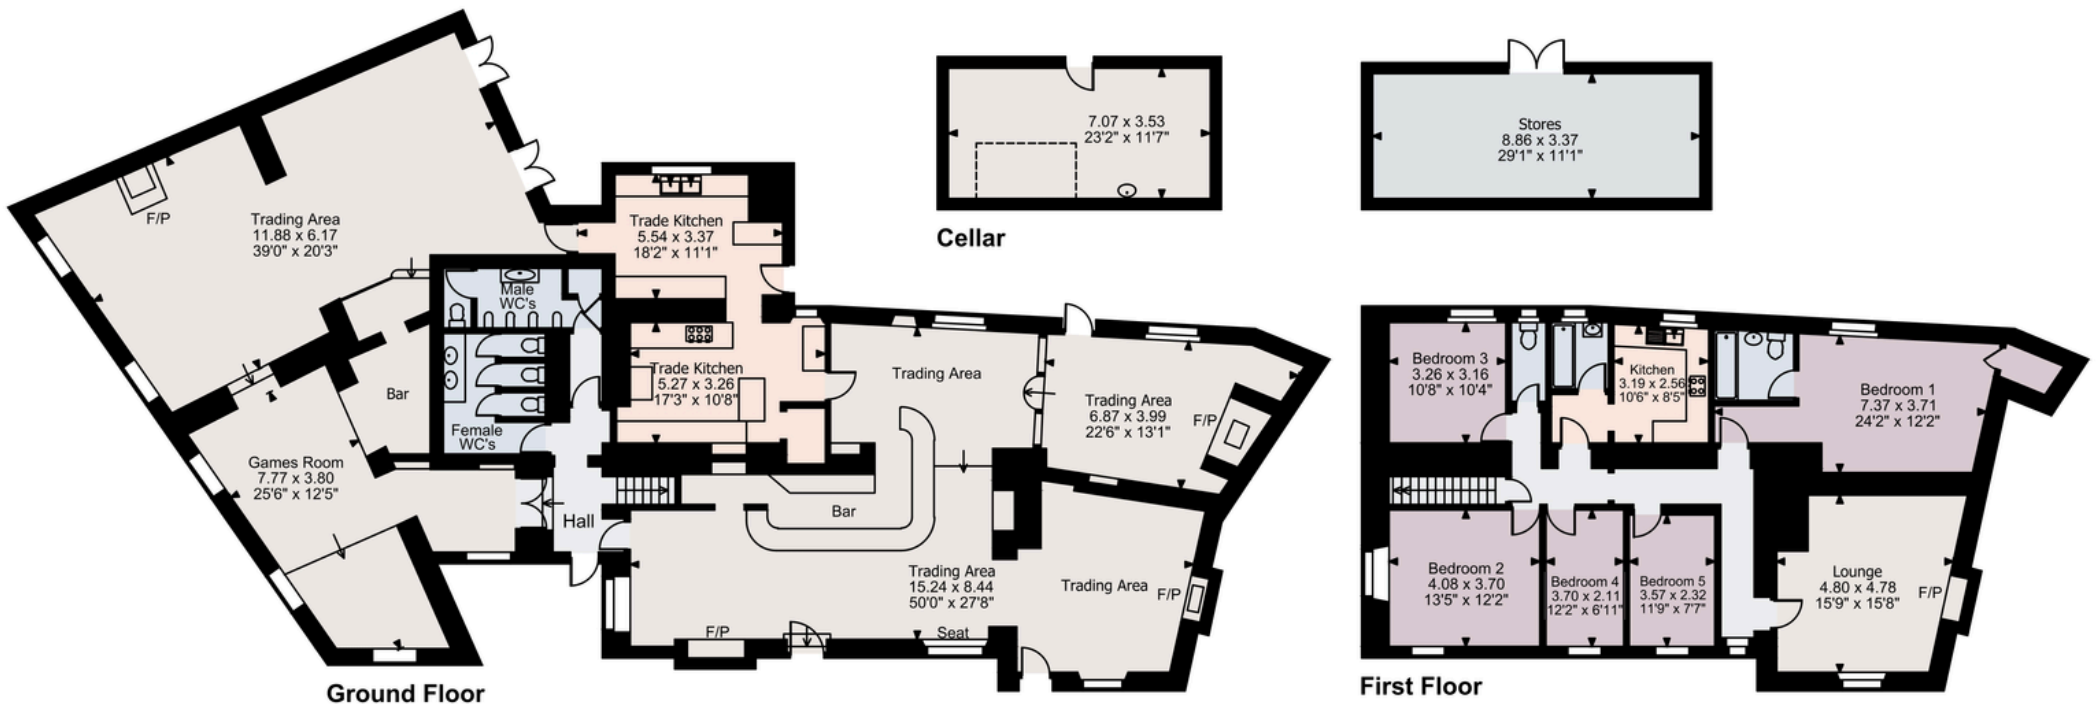 F/P
Trading Area
11.88 x 6.17
39'0" x 20'3"
Male
WC's
Female
WC's
Bar
Games Room
7.77 x 3.80
25'6" x 12'5"
Hall
Trade Kitchen
5.54 x 3.37
18'2" x 11'1"
Trade Kitchen
5.27 x 3.26
17'3" x 10'8"
Trading Area
Trading Area
6.87 x 3.99
22'6" x 13'1"
F/P
Bar
Trading Area
15.24 x 8.44
50'0" x 27'8"
Trading Area
F/P
F/P
Seat
Ground Floor
7.07 x 3.53
23'2" x 11'7"
Cellar
Stores
8.86 x 3.37
29'1" x 11'1"
Bedroom 3
3.26 x 3.16
10'8" x 10'4"
Kitchen
3.19 x 2.56
10'6" x 8'5"
Bedroom 1
7.37 x 3.71
24'2" x 12'2"
Bedroom 2
4.08 x 3.70
13'5" x 12'2"
Bedroom 4
3.70 x 2.11
12'2" x 6'11"
Bedroom 5
3.57 x 2.32
11'9" x 7'7"
Lounge
4.80 x 4.78
15'9" x 15'8"
F/P
First Floor